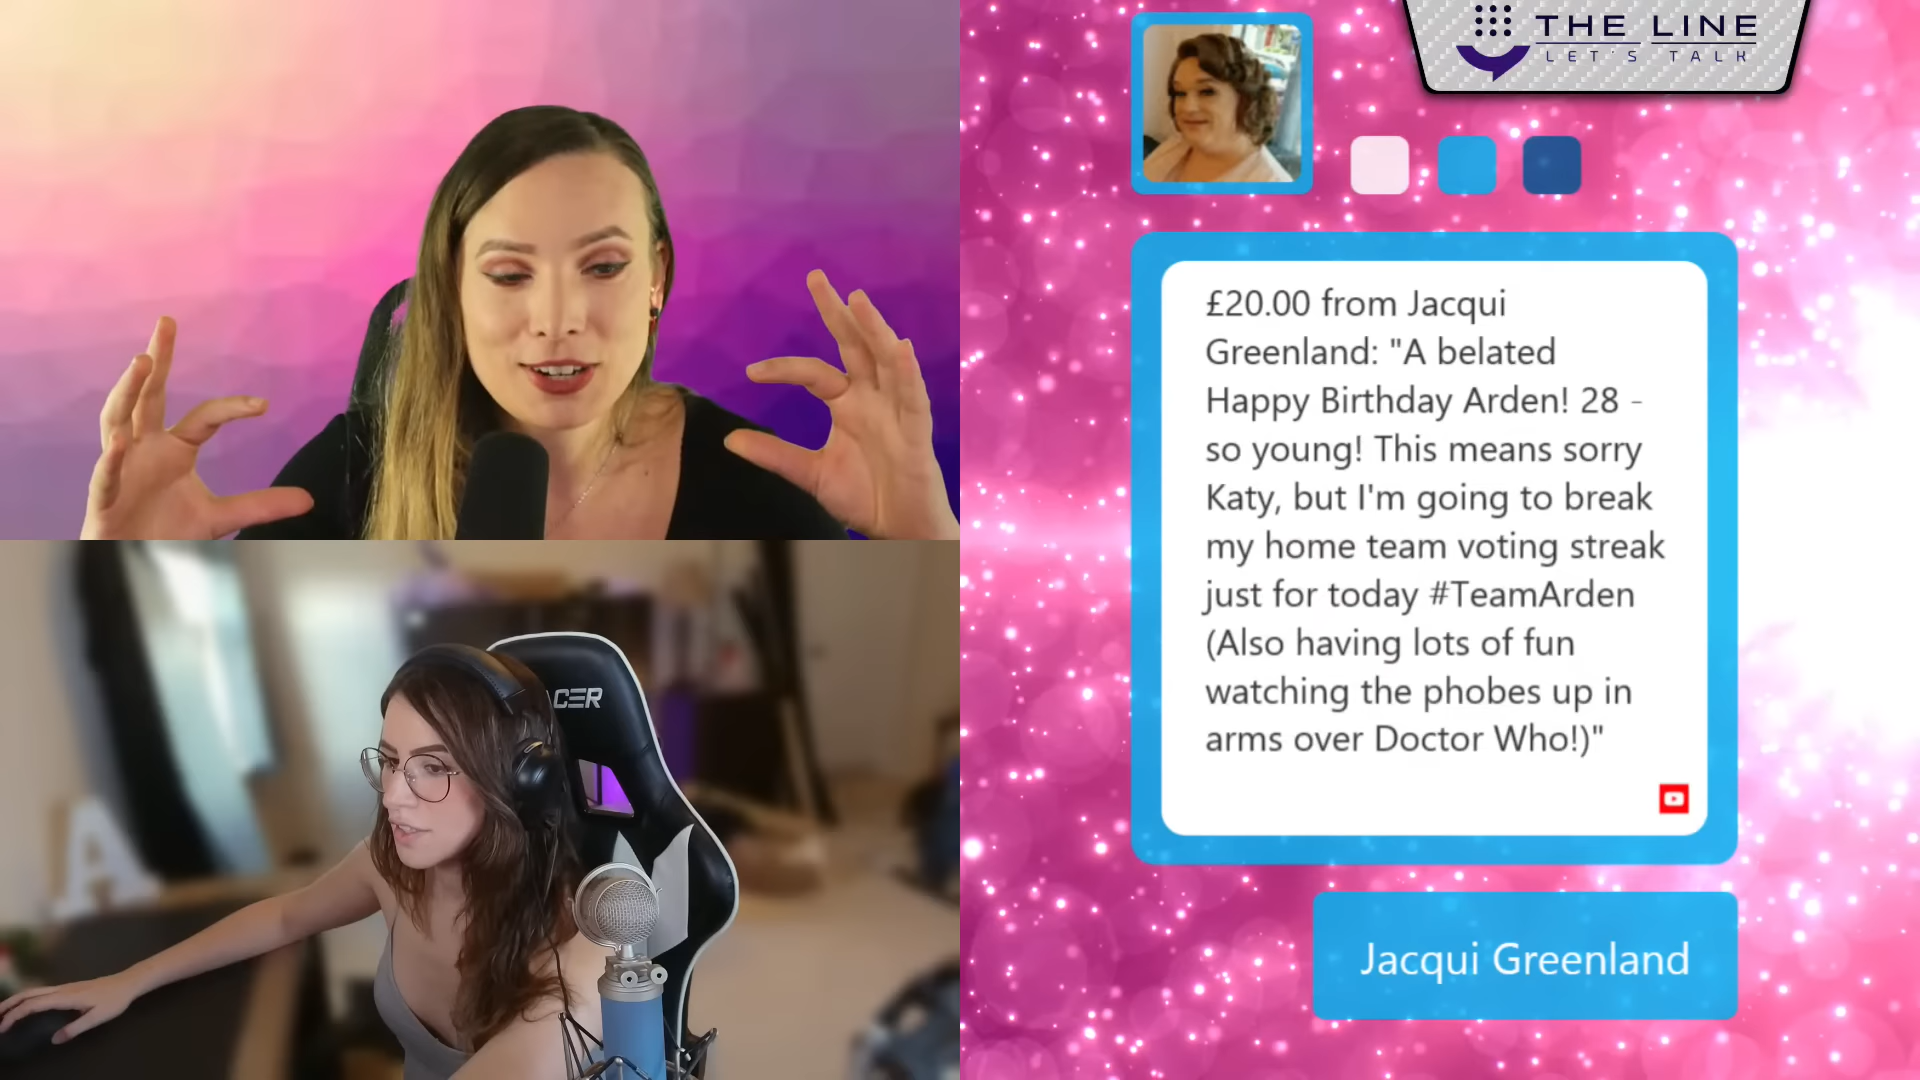 THE LINE
LET'S TALK
£20.00 from Jacqui
Greenland: "A belated
Happy Birthday Arden! 28 -
so young! This means sorry
Katy, but I'm going to break
my home team voting streak
just for today #TeamArden
(Also having lots of fun
watching the phobes up in
arms over Doctor Who!)"
Jacqui Greenland
ACER
A